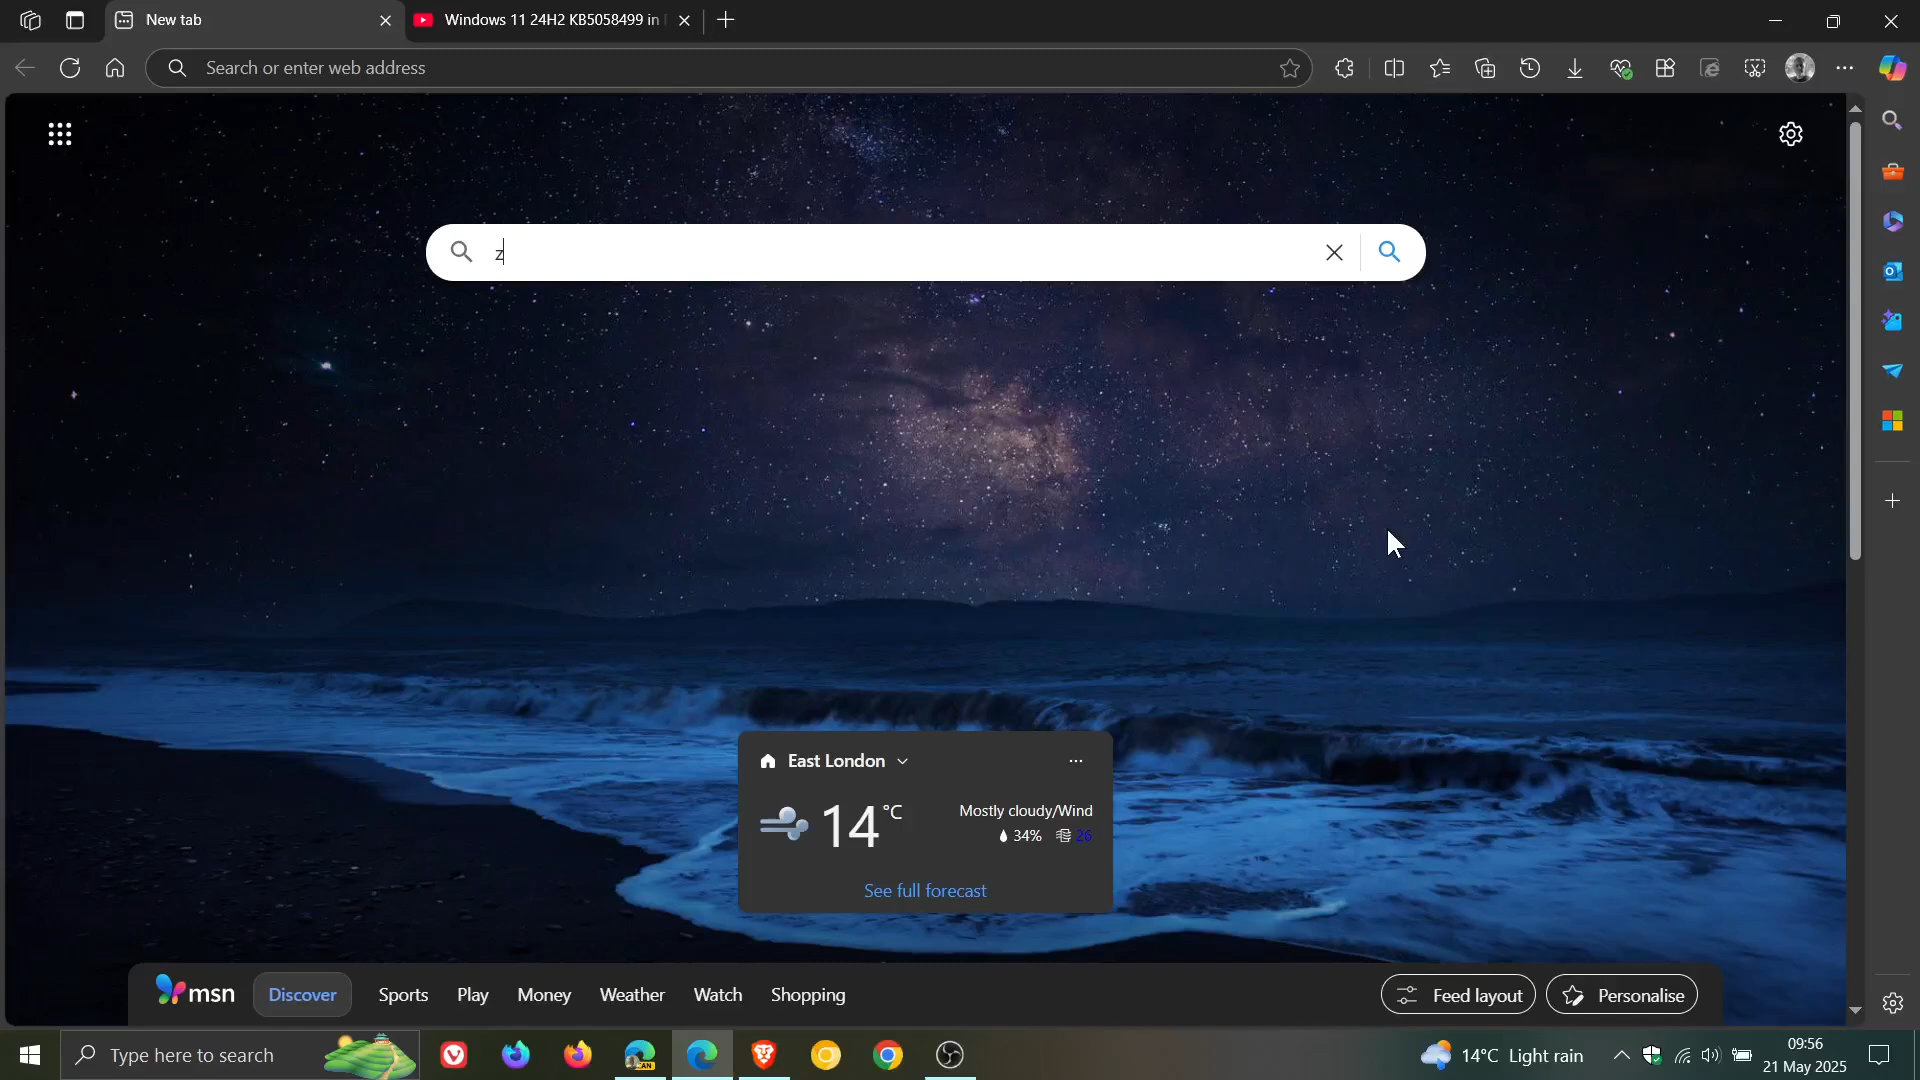 New tab
Windows 11 24H2 KB5058499 in
Search or enter web address
z
East London
14 °C
Mostly cloudy/Wind
34% 26
See full forecast
msn
Discover
Sports
Play
Money
Weather
Watch
Shopping
Feed layout
Personalise
Type here to search
CAN
14°C Light rain
09:56
21 May 2025